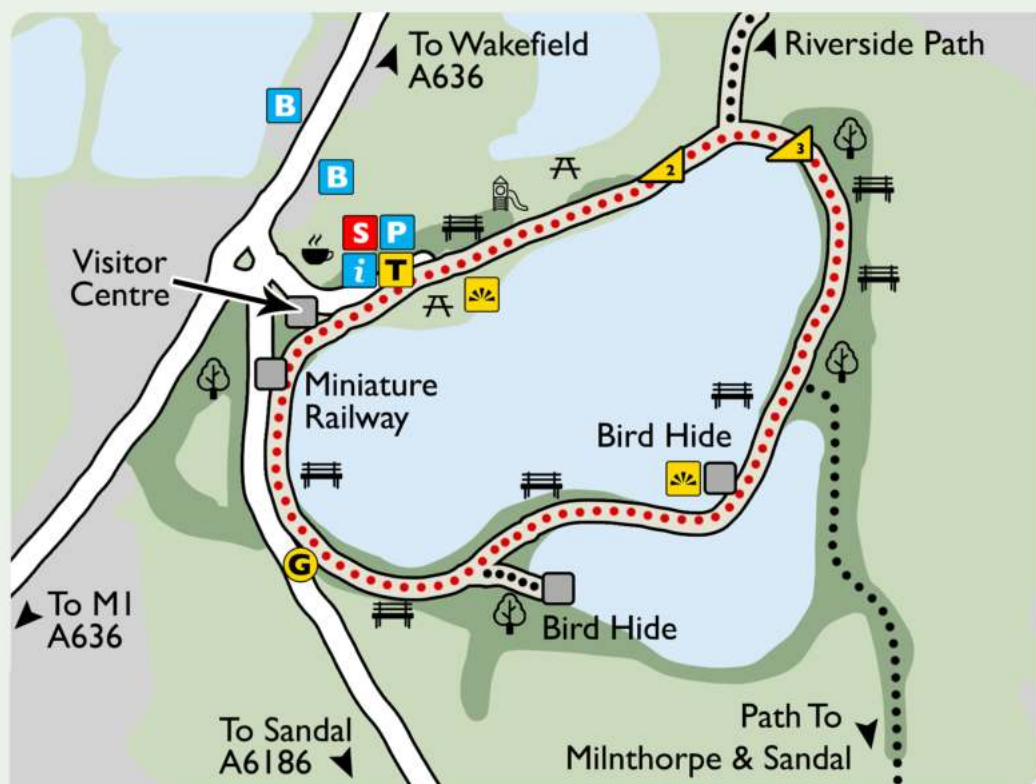 To Wakefield
A636
Riverside Path
B
B
3
2
S
P
i
T
Visitor
Centre
Miniature
Railway
Bird Hide
G
Bird Hide
To M1
A636
To Sandal
A6186
Path To
Milnthorpe & Sandal